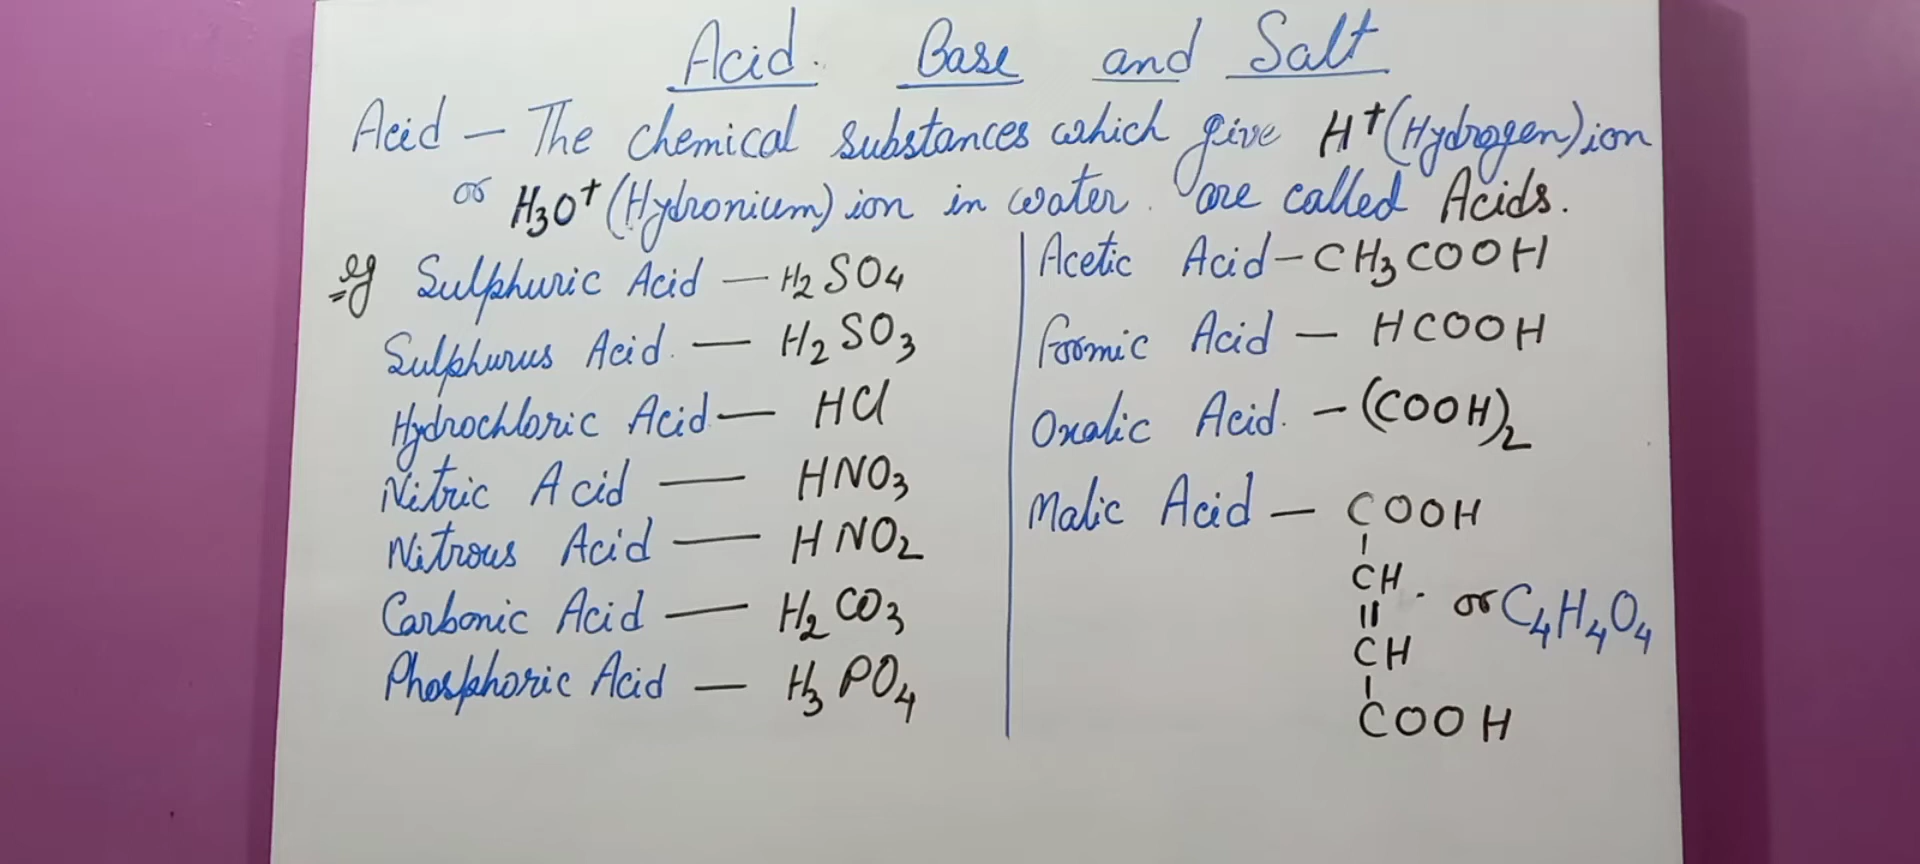 Acid. Base and Salt
Acid – The chemical substances which give H+ (Hydrogen) ion
or H3O+ (Hydronium) ion in water are called Acids.
eg Sulphuric Acid — H2SO4
Sulphurus Acid. — H2SO3
Hydrochloric Acid — HCl
Nitric Acid — HNO3
Nitrous Acid — HNO2
Carbonic Acid — H2CO3
Phosphoric Acid — H3PO4
Acetic Acid – CH3COOH
Formic Acid – HCOOH
Oxalic Acid. – (COOH)2
Malic Acid – COOH
CH
or C4H4O4
CH
COOH